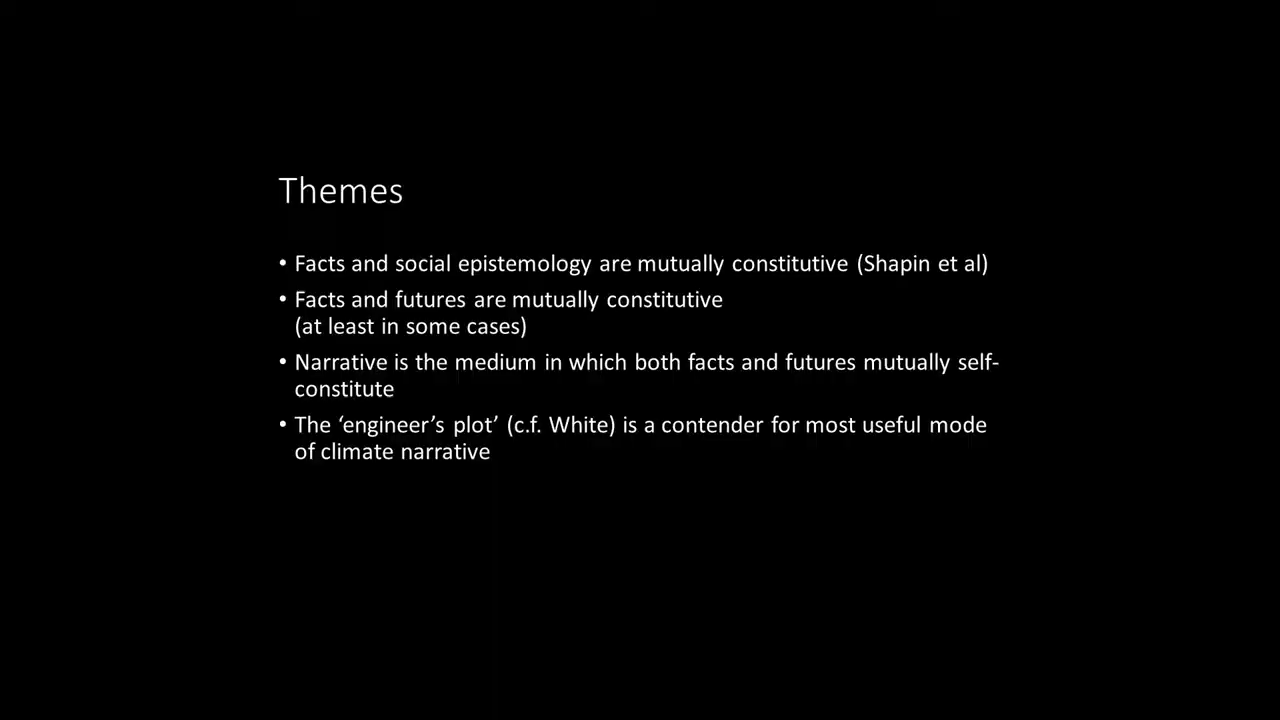 Themes
• Facts and social epistemology are mutually constitutive (Shapin et al)
• Facts and futures are mutually constitutive
(at least in some cases)
• Narrative is the medium in which both facts and futures mutually self-
constitute
• The ‘engineer’s plot’ (c.f. White) is a contender for most useful mode
of climate narrative